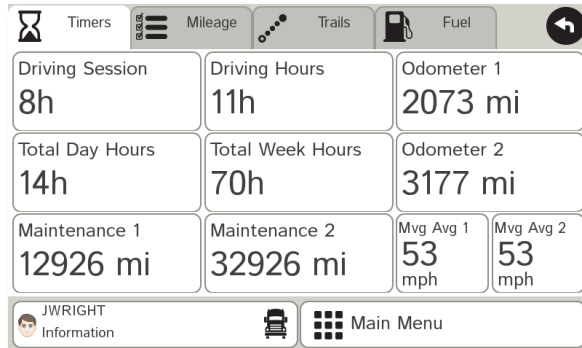 Timers
Mileage
Trails
Fuel
Driving Session
8h
Driving Hours
11h
Odometer 1
2073 mi
Total Day Hours
14h
Total Week Hours
70h
Odometer 2
3177 mi
Maintenance 1
12926 mi
Maintenance 2
32926 mi
Mvg Avg 1
53
mph
Mvg Avg 2
53
mph
JWRIGHT
Information
Main Menu